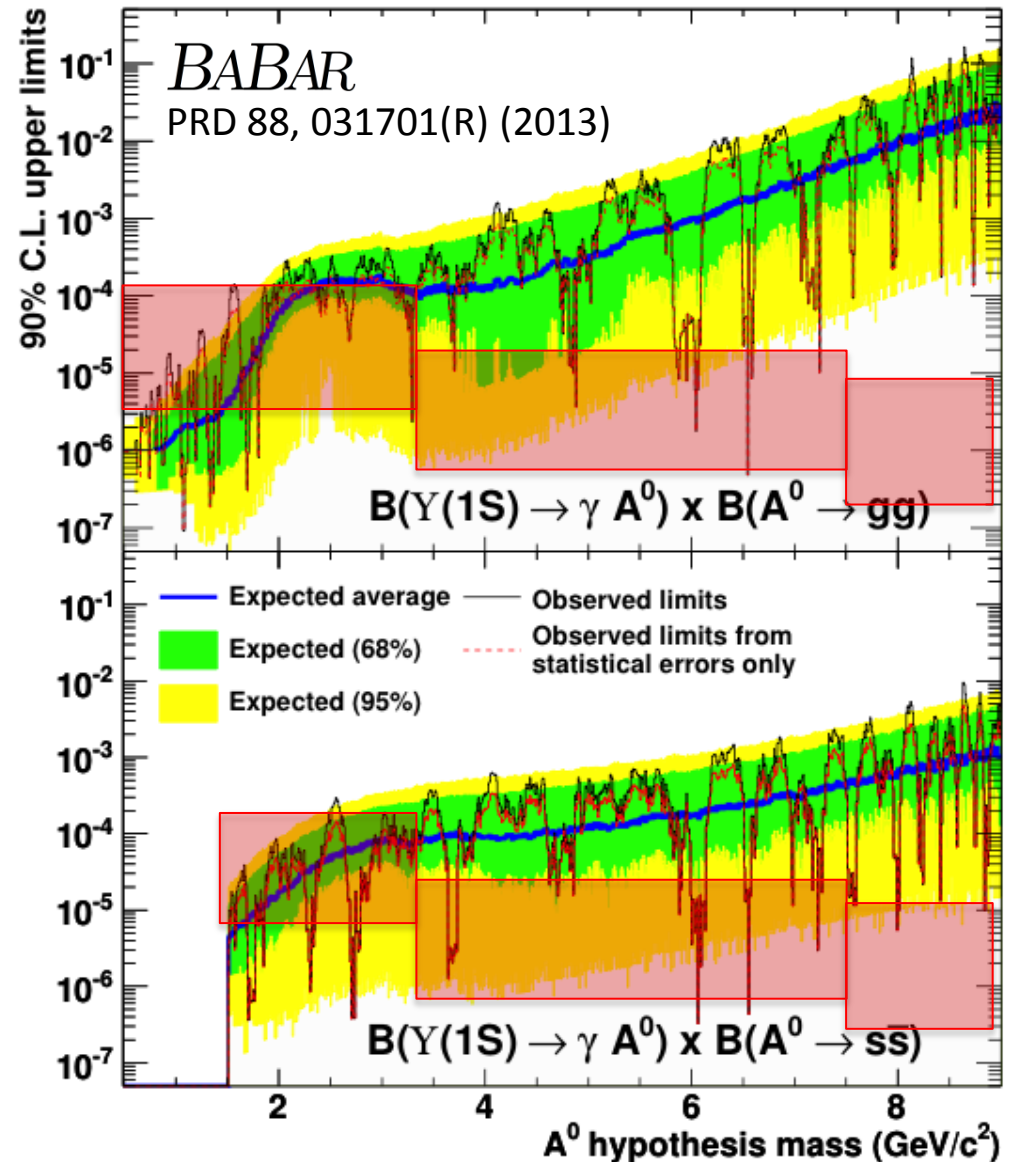 90% C.L. upper limits
BABAR
PRD 88, 031701(R) (2013)
10⁻¹
10⁻²
10⁻³
10⁻⁴
10⁻⁵
10⁻⁶
10⁻⁷
B(Υ(1S) → γ A⁰) x B(A⁰ → gg)
10⁻¹
10⁻²
10⁻³
10⁻⁴
10⁻⁵
10⁻⁶
10⁻⁷
Expected average
Expected (68%)
Expected (95%)
Observed limits
Observed limits from
statistical errors only
B(Υ(1S) → γ A⁰) x B(A⁰ → ss̄)
2 4 6 8
A⁰ hypothesis mass (GeV/c²)